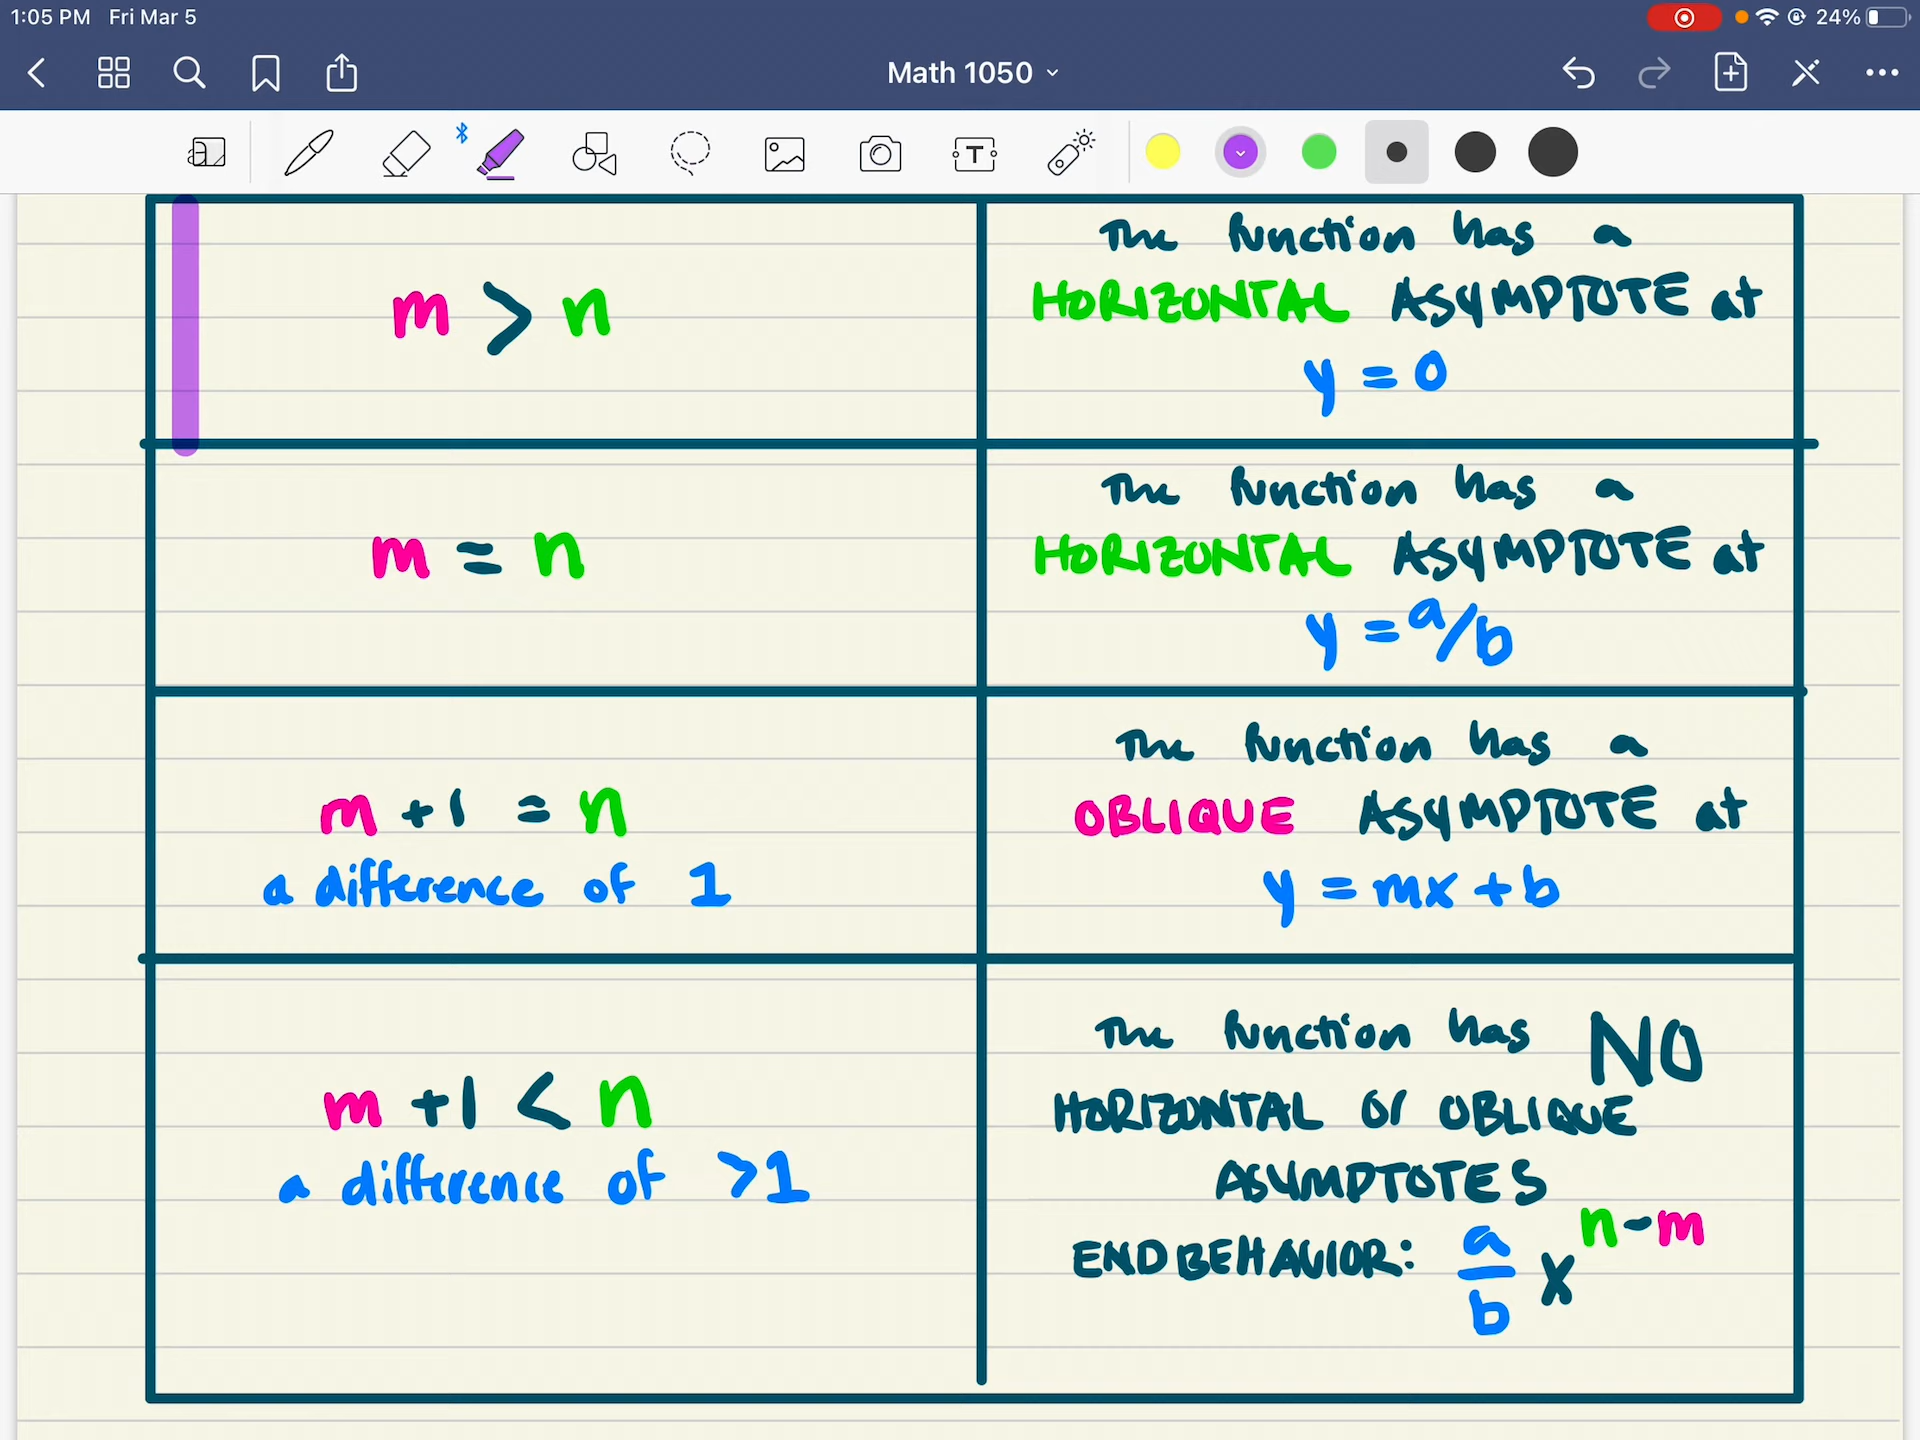 1:05 PM Fri Mar 5
24%
Math 1050
T
m > n
The function has a
HORIZONTAL ASYMPTOTE at
y = 0
m = n
The function has a
HORIZONTAL ASYMPTOTE at
y = a/b
m + 1 = n
a difference of 1
The function has a
OBLIQUE ASYMPTOTE at
y = mx + b
m + 1 < n
a difference of >1
The function has NO
HORIZONTAL or OBLIQUE
ASYMPTOTES
END BEHAVIOR: a/b x^n-m